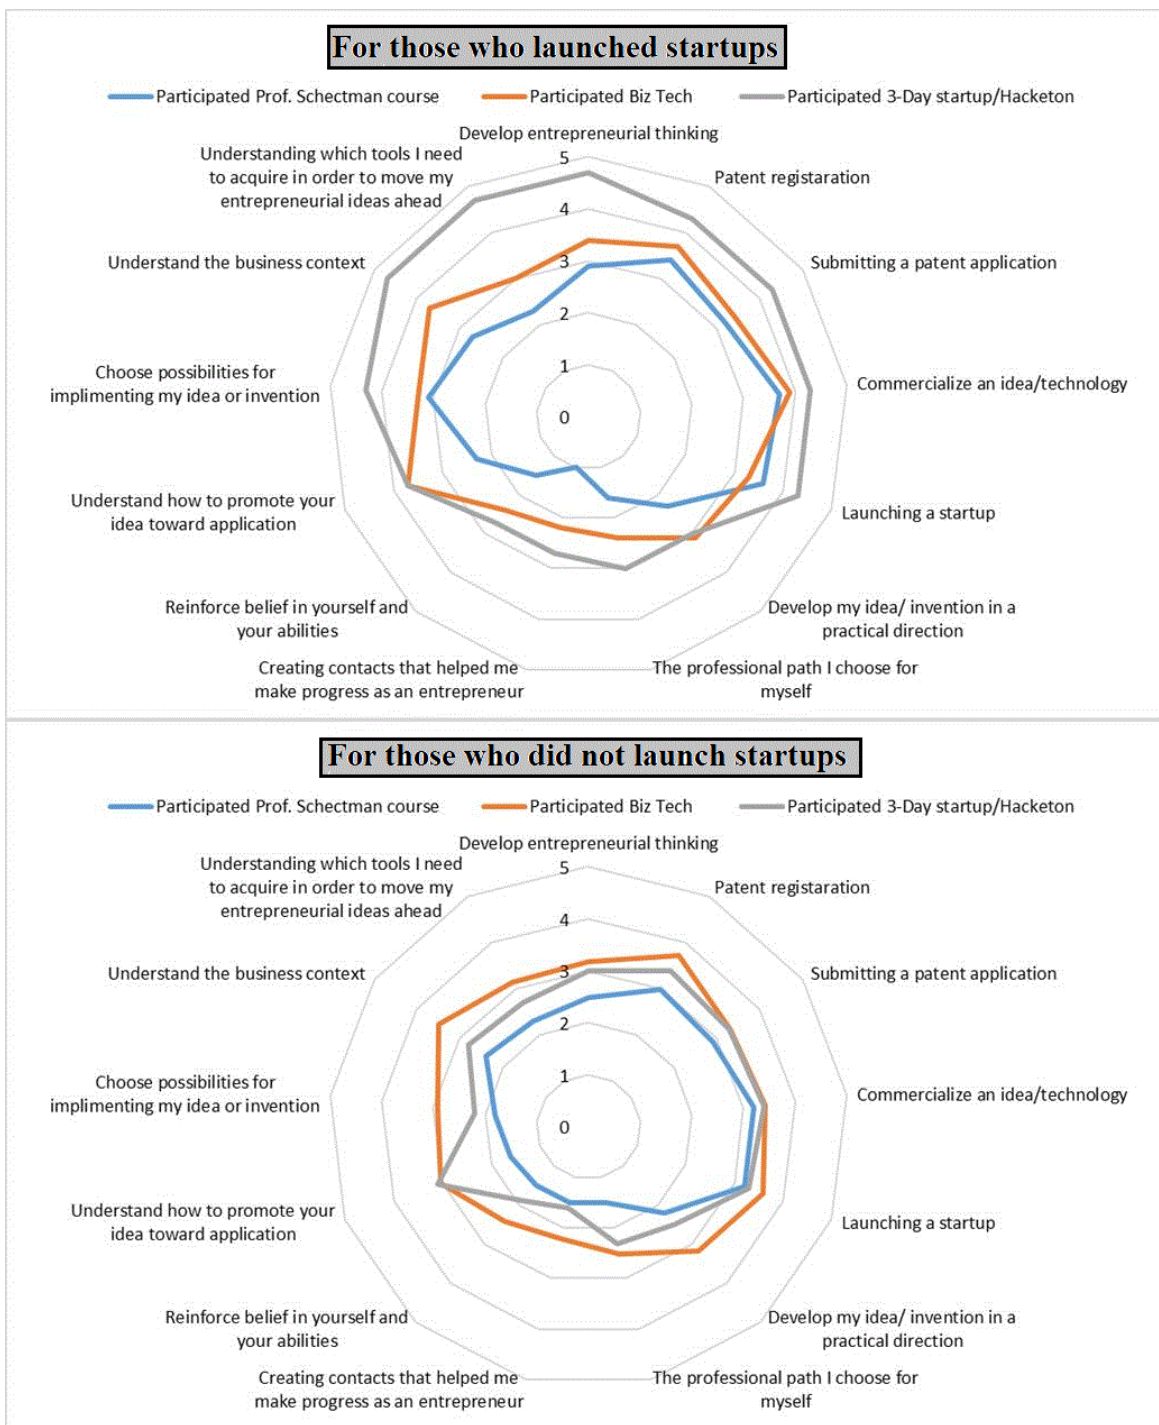 For those who launched startups
Participated Prof. Schectman course
Participated Biz Tech
Participated 3-Day startup/Hacketon
Develop entrepreneurial thinking
Patent registaration
Submitting a patent application
Commercialize an idea/technology
Launching a startup
Develop my idea/ invention in a
practical direction
The professional path I choose for
myself
Creating contacts that helped me
make progress as an entrepreneur
Reinforce belief in yourself and
your abilities
Understand how to promote your
idea toward application
Choose possibilities for
implimenting my idea or invention
Understand the business context
Understanding which tools I need
to acquire in order to move my
entrepreneurial ideas ahead
5
4
3
2
1
0
For those who did not launch startups
Participated Prof. Schectman course
Participated Biz Tech
Participated 3-Day startup/Hacketon
Develop entrepreneurial thinking
Patent registaration
Submitting a patent application
Commercialize an idea/technology
Launching a startup
Develop my idea/ invention in a
practical direction
The professional path I choose for
myself
Creating contacts that helped me
make progress as an entrepreneur
Reinforce belief in yourself and
your abilities
Understand how to promote your
idea toward application
Choose possibilities for
implimenting my idea or invention
Understand the business context
Understanding which tools I need
to acquire in order to move my
entrepreneurial ideas ahead
5
4
3
2
1
0